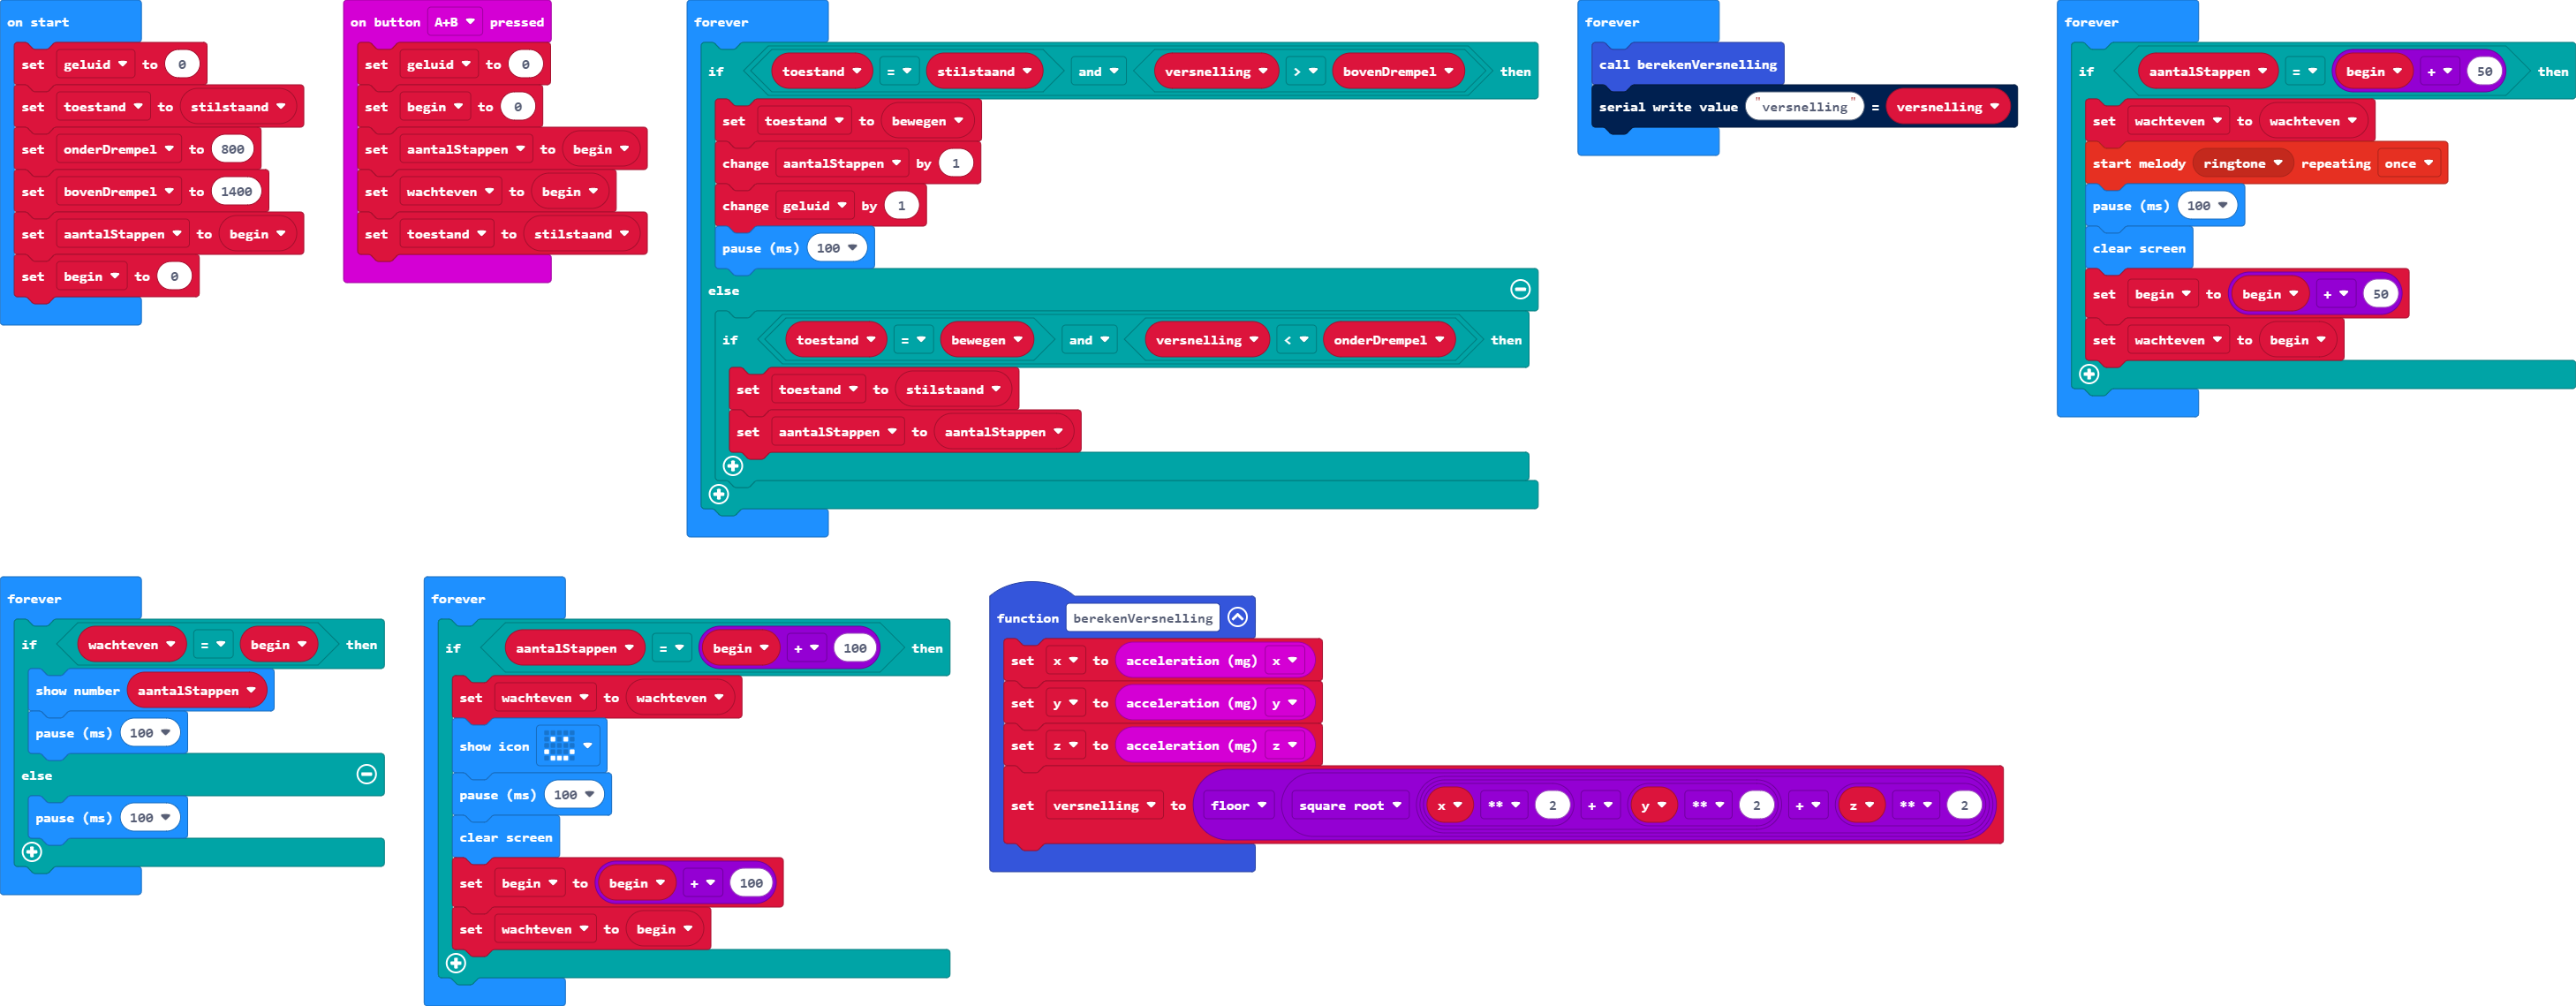 on start
set geluid to 0
set toestand to stilstaand
set onderDrempel to 800
set bovenDrempel to 1400
set aantalStappen to begin
set begin to 0
on button A+B pressed
set geluid to 0
set begin to 0
set aantalStappen to begin
set wachteven to begin
set toestand to stilstaand
forever
if toestand = stilstaand and versnelling > bovenDrempel then
set toestand to bewegen
change aantalStappen by 1
change geluid by 1
pause (ms) 100
else
if toestand = bewegen and versnelling < onderDrempel then
set toestand to stilstaand
set aantalStappen to aantalStappen
forever
call berekenVersnelling
serial write value "versnelling" = versnelling
forever
if aantalStappen = begin + 50 then
set wachteven to wachteven
start melody ringtone repeating once
pause (ms) 100
clear screen
set begin to begin + 50
set wachteven to begin
forever
if wachteven = begin then
show number aantalStappen
pause (ms) 100
else
pause (ms) 100
forever
if aantalStappen = begin + 100 then
set wachteven to wachteven
show icon
pause (ms) 100
clear screen
set begin to begin + 100
set wachteven to begin
function berekenVersnelling
set x to acceleration (mg) x
set y to acceleration (mg) y
set z to acceleration (mg) z
set versnelling to floor square root x ** 2 + y ** 2 + z ** 2